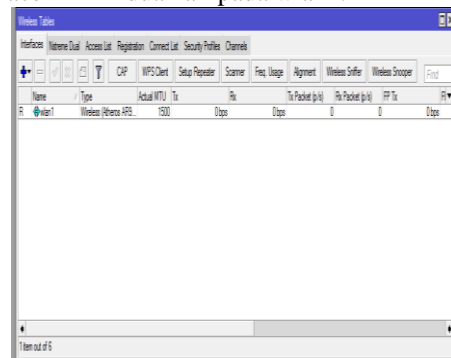 pada
Wireless Tables
Interfaces Nstreme Dual Access List Registration Connect List Security Profiles Channels
CAP WPS Client Setup Repeater Scanner Freq. Usage Alignment Wireless Sniffer Wireless Snooper Find
Name Type Actual MTU Tx Rx Tx Packet (p/s) Rx Packet (p/s) FP Tx
R wlan1 Wireless (Atheros AR9... 1500 0 bps 0 bps 0 0 0 bps
1 item out of 6